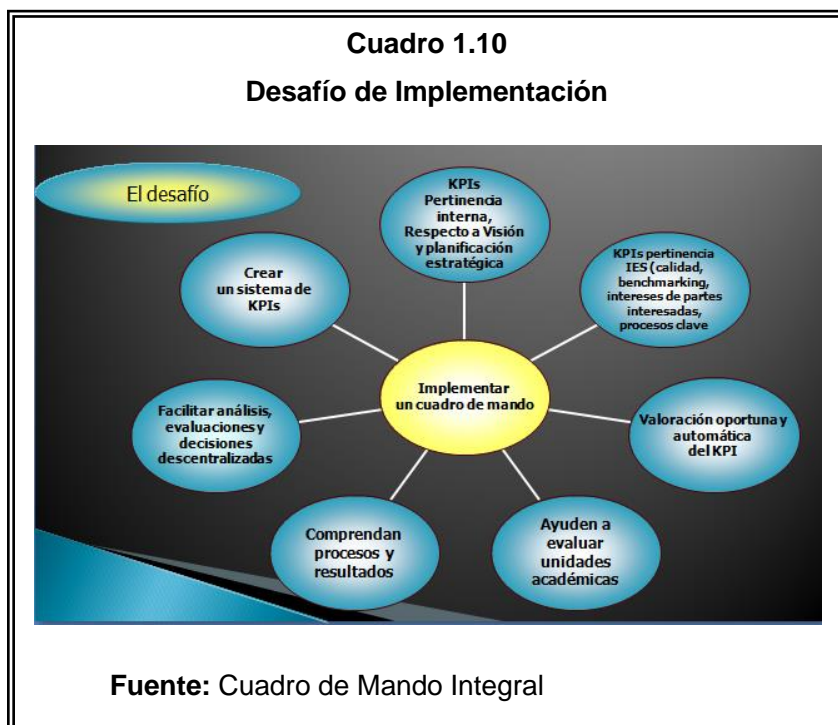 Cuadro 1.10
Desafío de Implementación
El desafío
KPIs
Pertinencia
interna,
Respecto a Visión
y planificación
estratégica
KPIs pertinencia
IES (calidad,
benchmarking,
intereses de partes
interesadas,
procesos clave
Crear
un sistema de
KPIs
Implementar
un cuadro de mando
Facilitar análisis,
evaluaciones y
decisiones
descentralizadas
Valoración oportuna y
automática
del KPI
Comprendan
procesos y
resultados
Ayuden a
evaluar
unidades
académicas
Fuente: Cuadro de Mando Integral